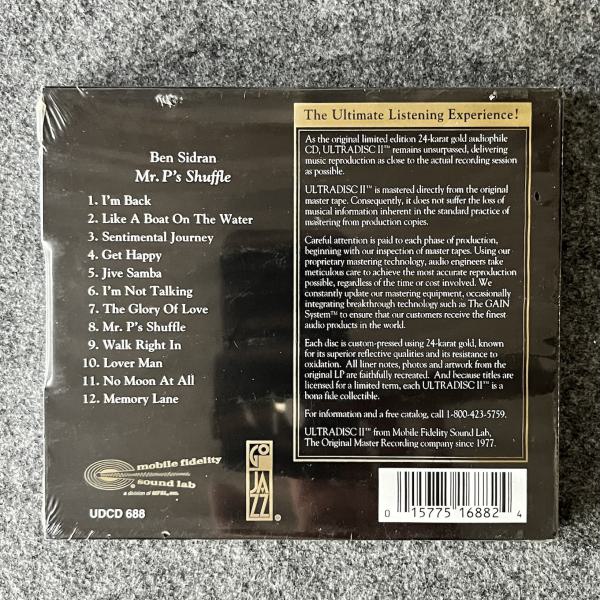 Ben Sidran
Mr. P's Shuffle
1. I'm Back
2. Like A Boat On The Water
3. Sentimental Journey
4. Get Happy
5. Jive Samba
6. I'm Not Talking
7. The Glory Of Love
8. Mr. P's Shuffle
9. Walk Right In
10. Lover Man
11. No Moon At All
12. Memory Lane
mobile fidelity
sound lab
a division of MFSL, inc.
UDCD 688
GO
JA
ZZ
®
The Ultimate Listening Experience!
As the original limited edition 24-karat gold audiophile
CD, ULTRADISC II™ remains unsurpassed, delivering
music reproduction as close to the actual recording session
as possible.
ULTRADISC II™ is mastered directly from the original
master tape. Consequently, it does not suffer the loss of
musical information inherent in the standard practice of
mastering from production copies.
Careful attention is paid to each phase of production,
beginning with our inspection of master tapes. Using our
proprietary mastering technology, audio engineers take
meticulous care to achieve the most accurate reproduction
possible, regardless of the time or cost involved. We
constantly update our mastering equipment, occasionally
integrating breakthrough technology such as The GAIN
System™ to ensure that our customers receive the finest
audio products in the world.
Each disc is custom-pressed using 24-karat gold, known
for its superior reflective qualities and its resistance to
oxidation. All liner notes, photos and artwork from the
original LP are faithfully recreated. And because titles are
licensed for a limited term, each ULTRADISC II™ is a
bona fide collectible.
For information and a free catalog, call 1-800-423-5759.
ULTRADISC II™ from Mobile Fidelity Sound Lab,
The Original Master Recording company since 1977.
0 15775 16882 4